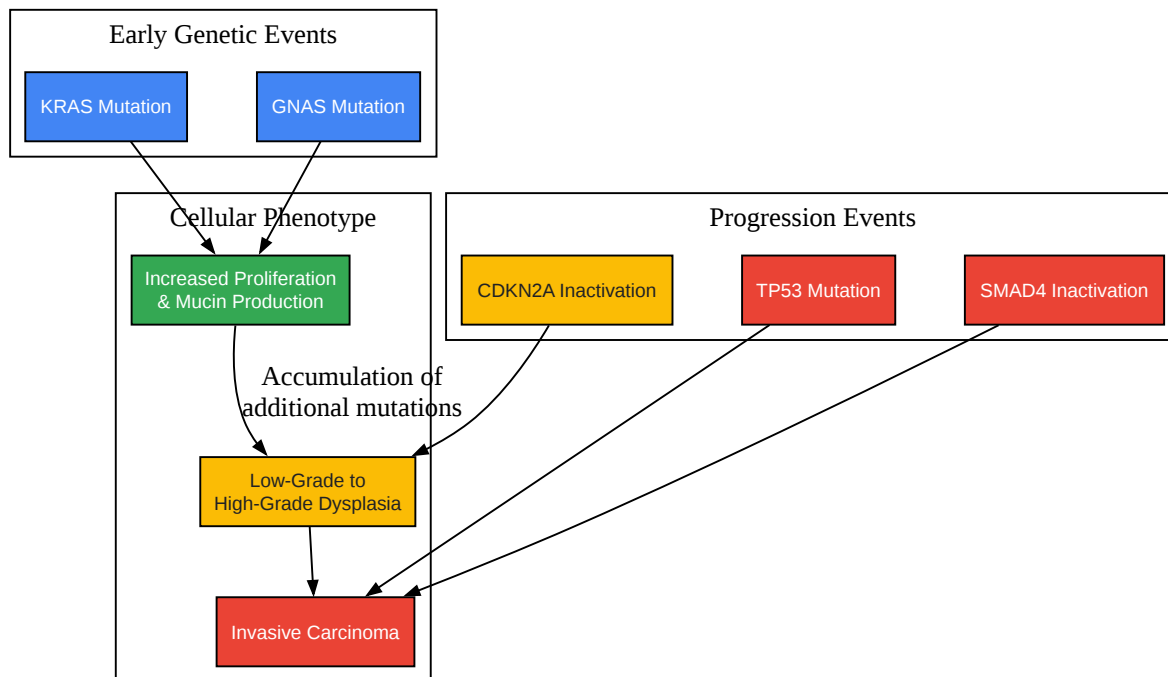 Early Genetic Events
KRAS Mutation
GNAS Mutation
Cellular Phenotype
Progression Events
Increased Proliferation
& Mucin Production
CDKN2A Inactivation
TP53 Mutation
SMAD4 Inactivation
Accumulation of
additional mutations
Low-Grade to
High-Grade Dysplasia
Invasive Carcinoma